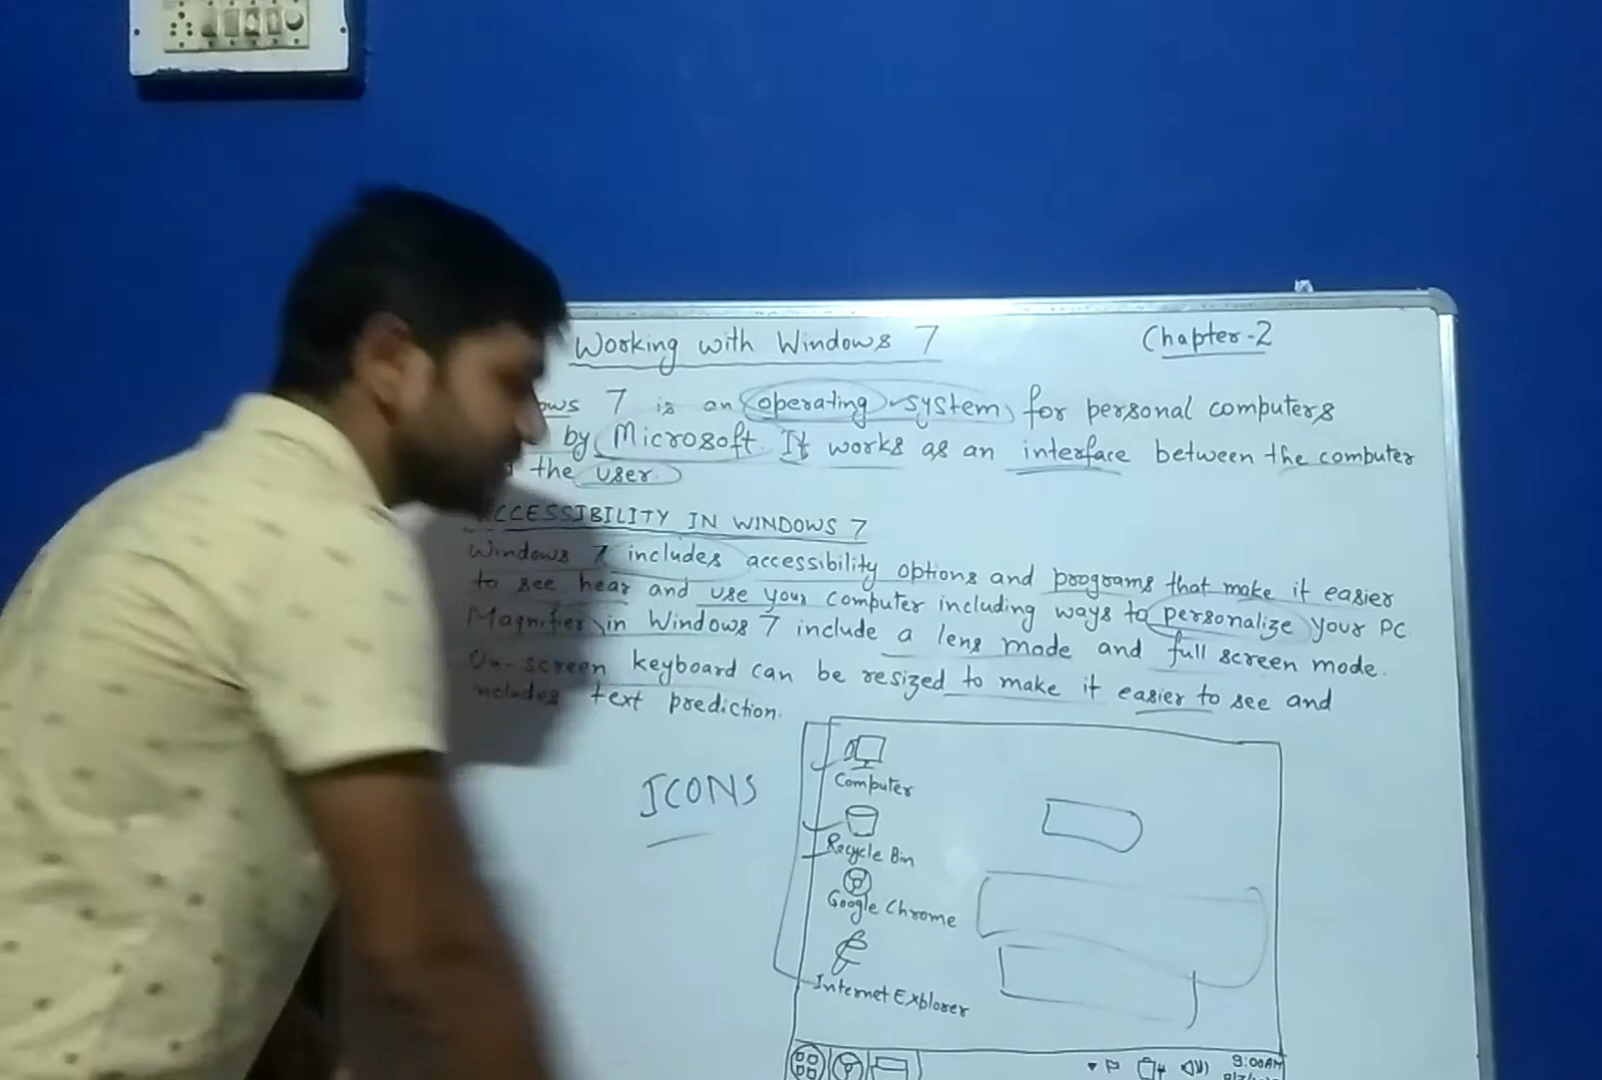 Working with Windows 7
Chapter-2
ows 7 is an operating system for personal computers
by Microsoft. It works as an interface between the computer
the user.
CCESSIBILITY IN WINDOWS 7
Windows 7 includes accessibility options and programs that make it easier
to see hear and use your computer including ways to personalize your PC.
Magnifier in Windows 7 include a lens mode and full screen mode.
On-screen keyboard can be resized to make it easier to see and
includes text prediction.
ICONS
Computer
Recycle Bin
Google Chrome
Internet Explorer
9:00AM